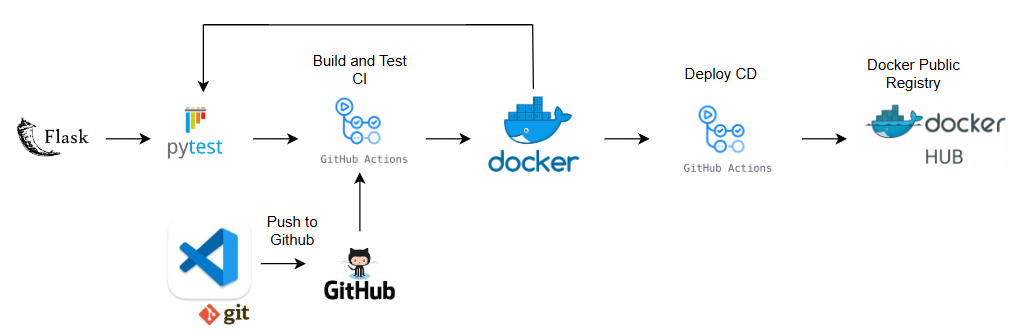 Build and Test
CI
Deploy CD
Docker Public
Registry
Flask
pytest
GitHub Actions
docker
GitHub Actions
docker
HUB
Push to
Github
GitHub
git